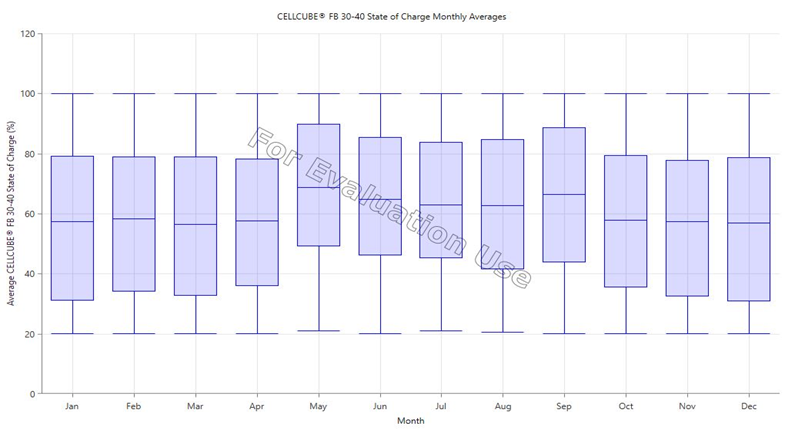 CELLCUBE® FB 30-40 State of Charge Monthly Averages
120
100
80
60
40
20
0
Average CELLCUBE® FB 30-40 State of Charge (%)
For Evaluation Use
Jan Feb Mar Apr May Jun Jul Aug Sep Oct Nov Dec
Month